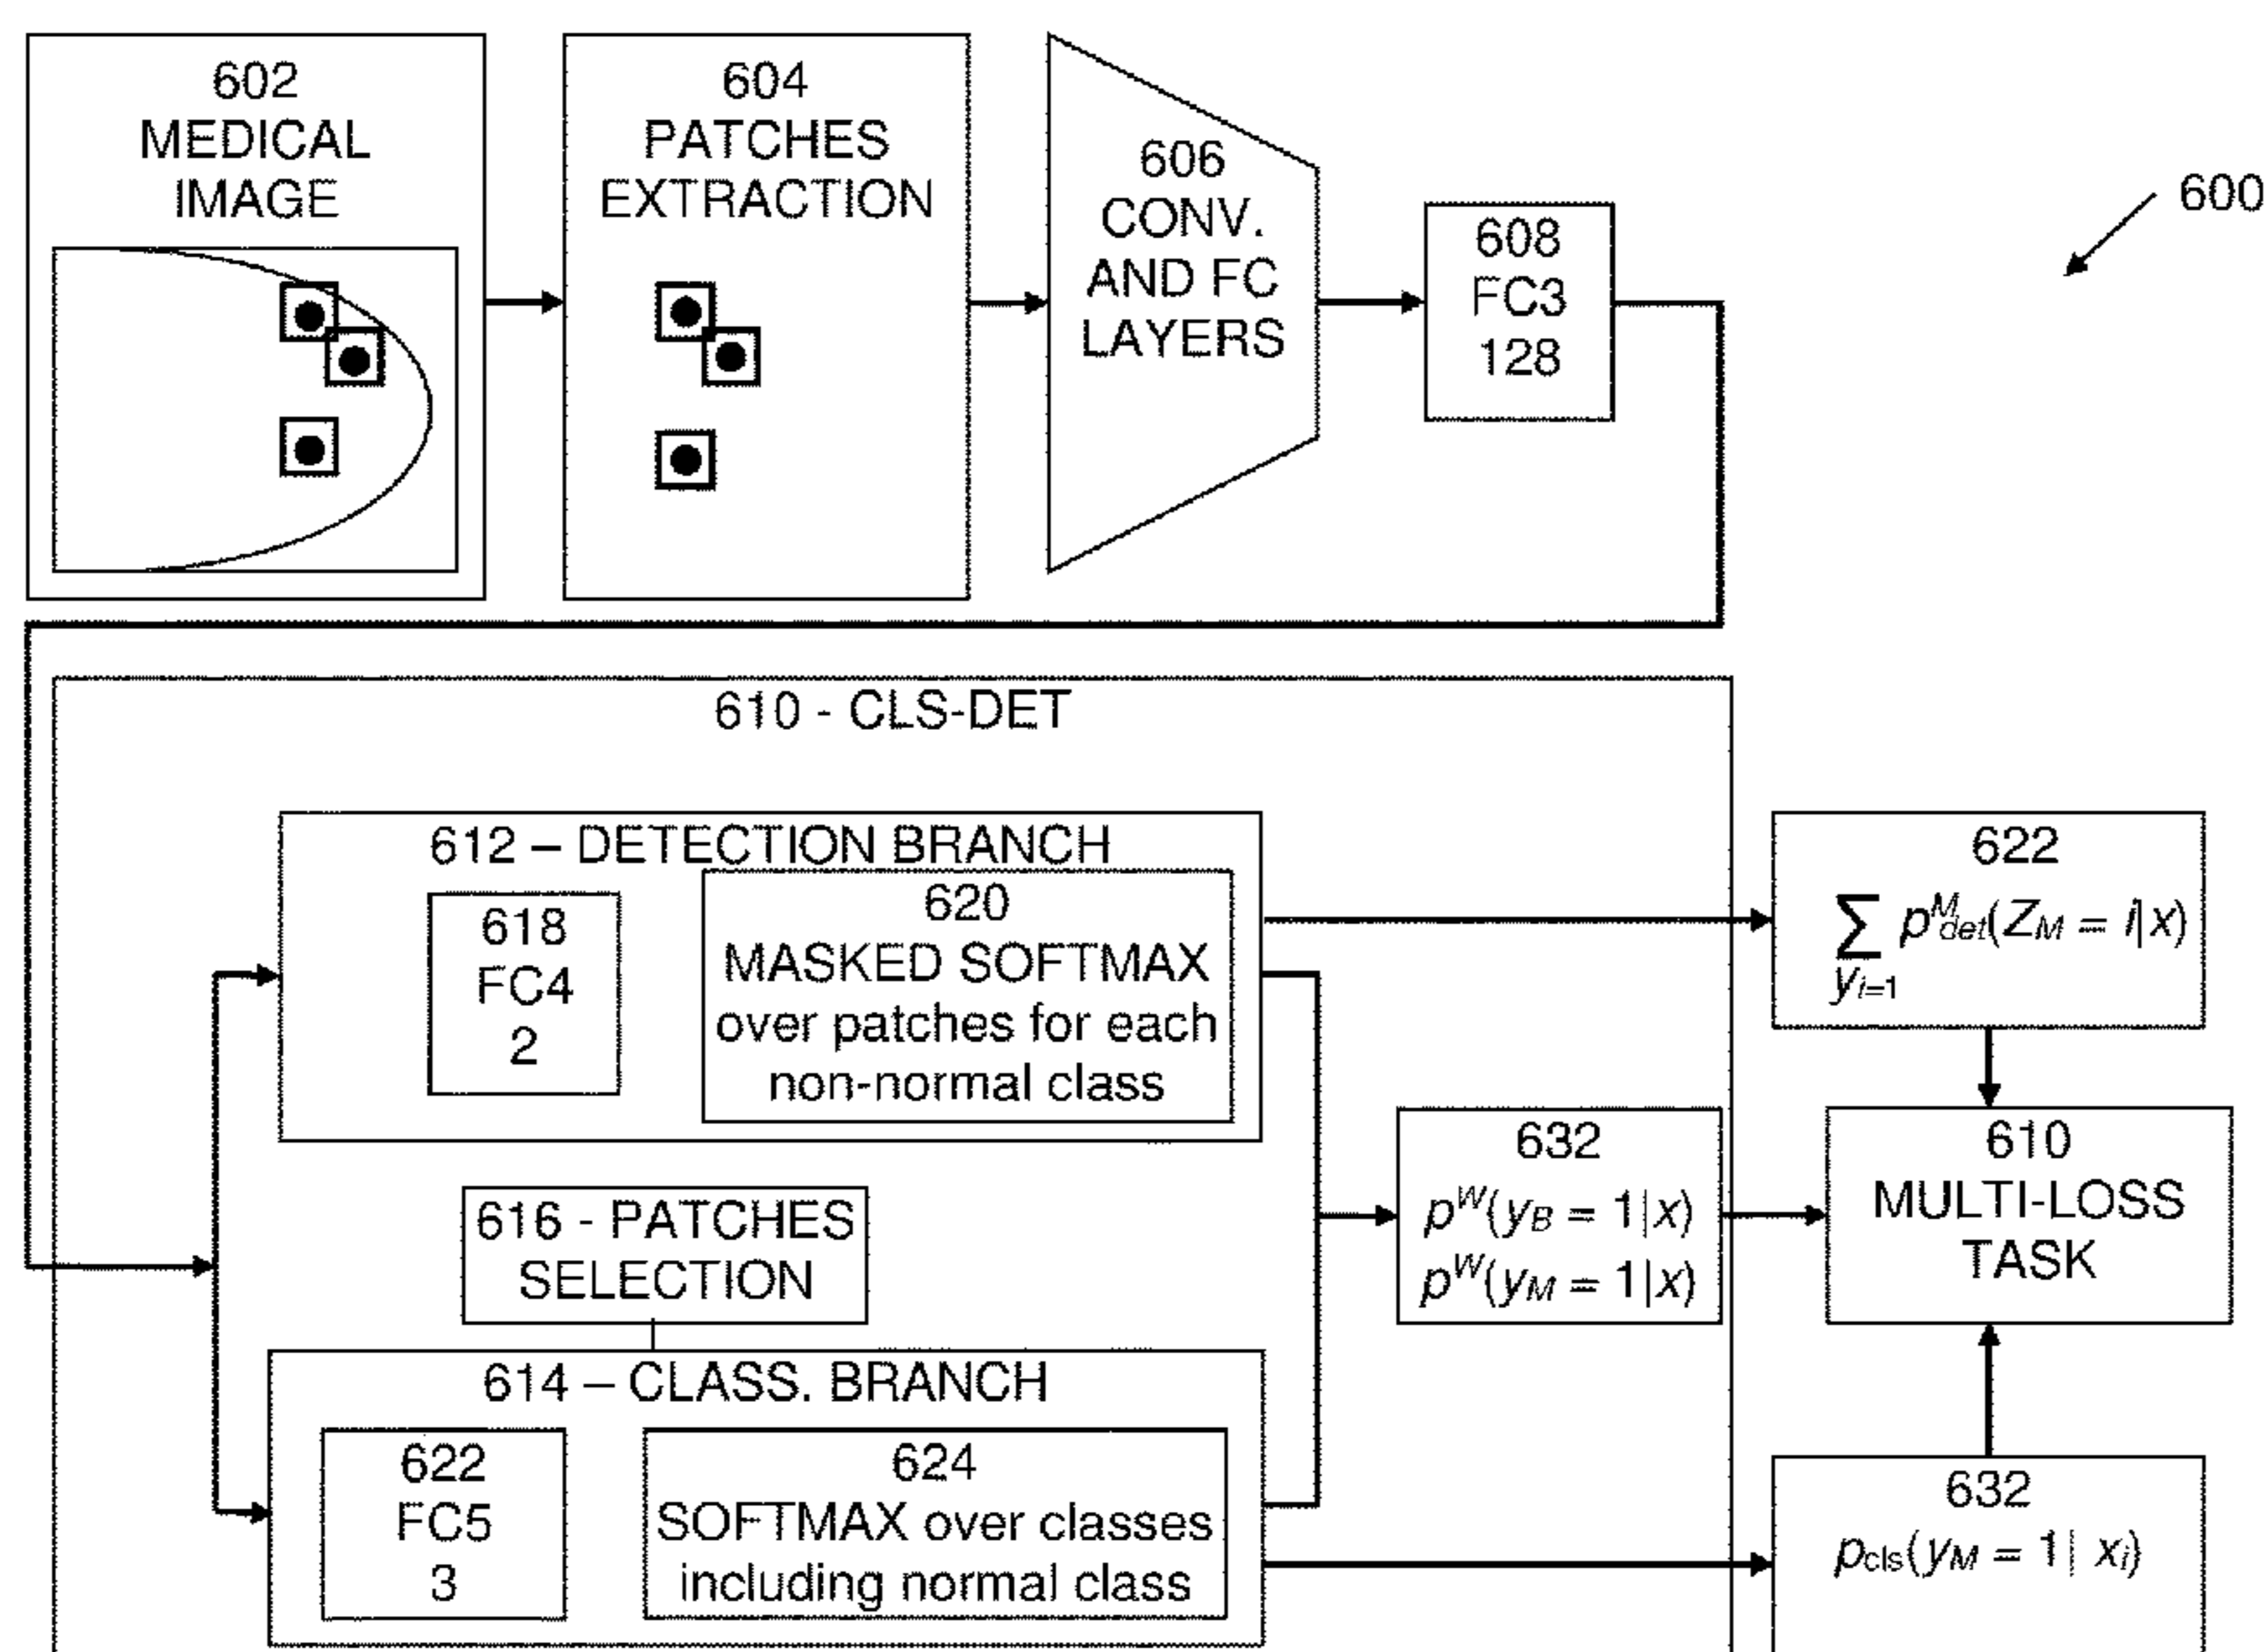 602
MEDICAL
IMAGE
604
PATCHES
EXTRACTION
606
CONV.
AND FC
LAYERS
608
FC3
128
600
610 - CLS-DET
612 – DETECTION BRANCH
618
FC4
2
620
MASKED SOFTMAX
over patches for each
non-normal class
622
∑ p^M_det(Z_M = i|x)
y_i=1
616 - PATCHES
SELECTION
632
p^W(y_B = 1|x)
p^W(y_M = 1|x)
610
MULTI-LOSS
TASK
614 – CLASS. BRANCH
622
FC5
3
624
SOFTMAX over classes
including normal class
632
p_cls(y_M = 1| x_i)